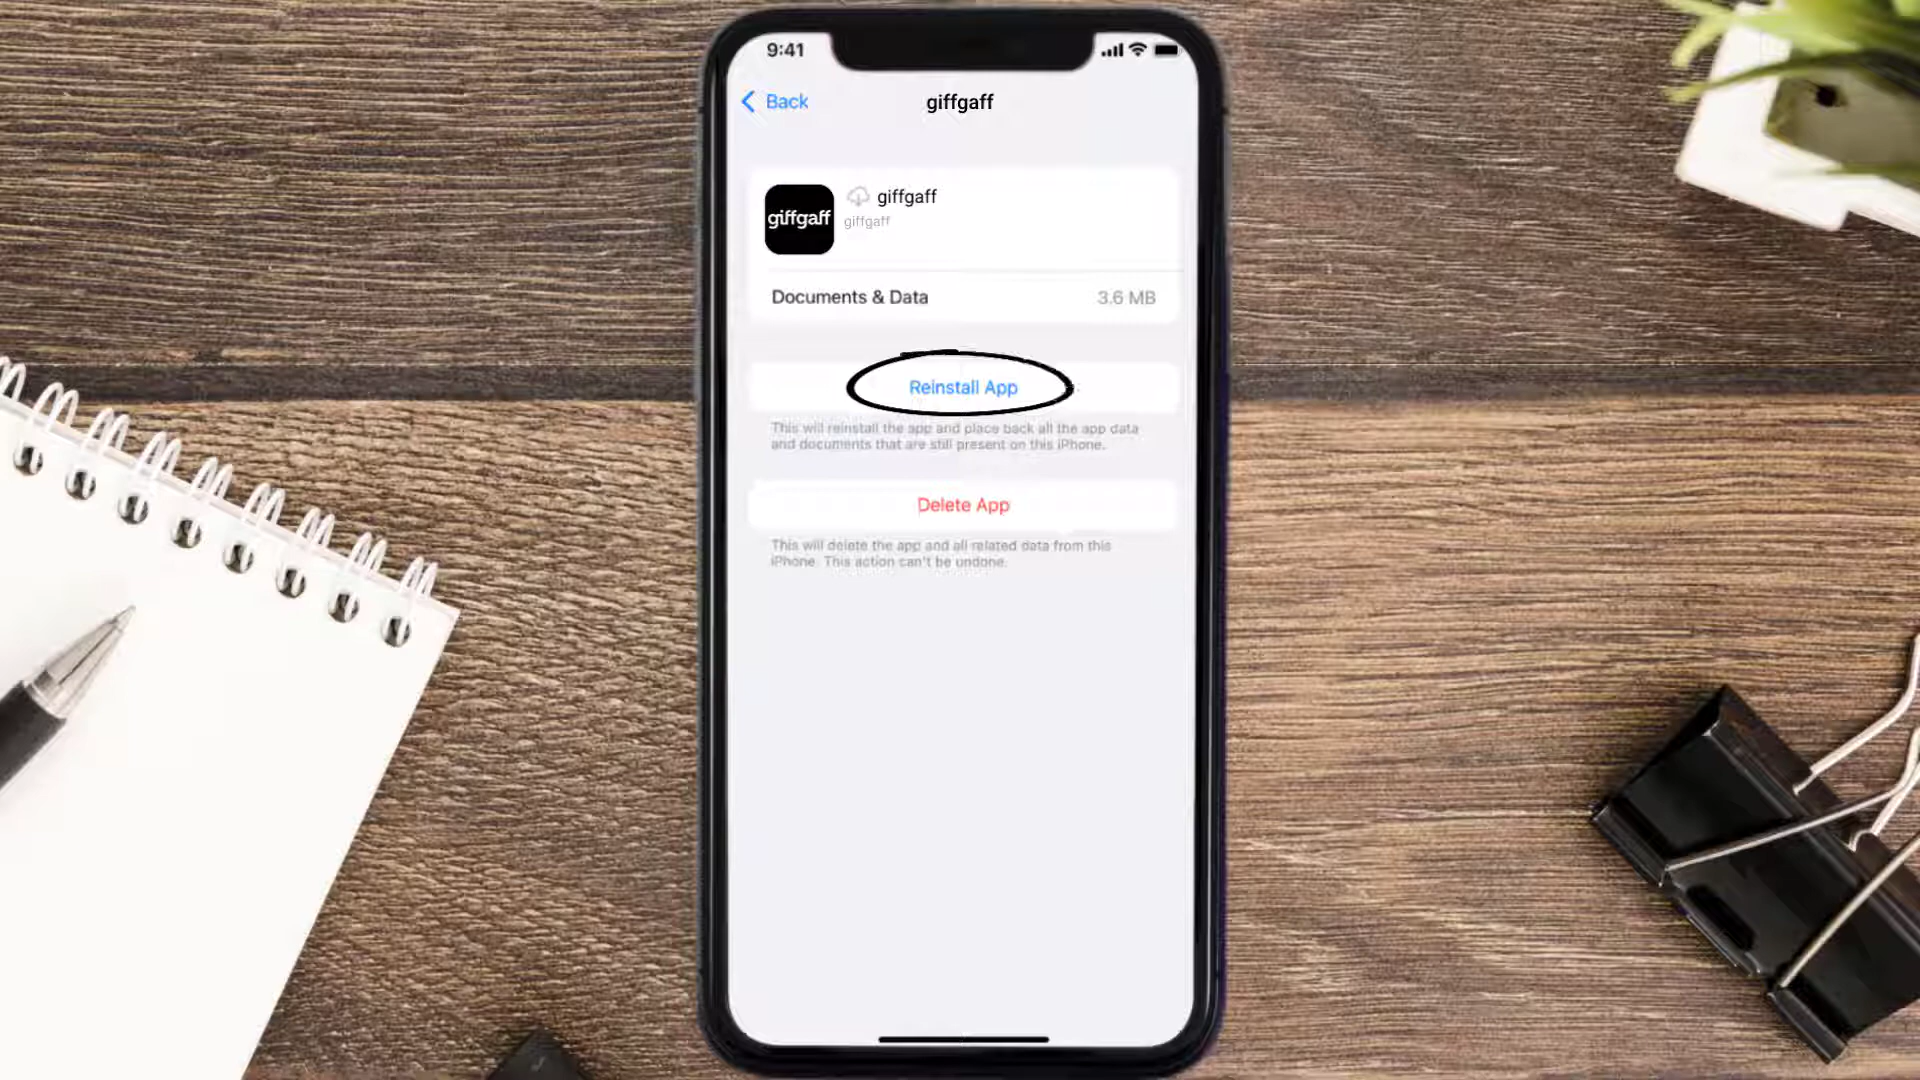 9:41
Back
giffgaff
giffgaff
giffgaff
giffgaff
Documents & Data
3.6 MB
Reinstall App
This will reinstall the app and place back all the app data
and documents that are still present on this iPhone.
Delete App
This will delete the app and all related data from this
iPhone. This action can't be undone.